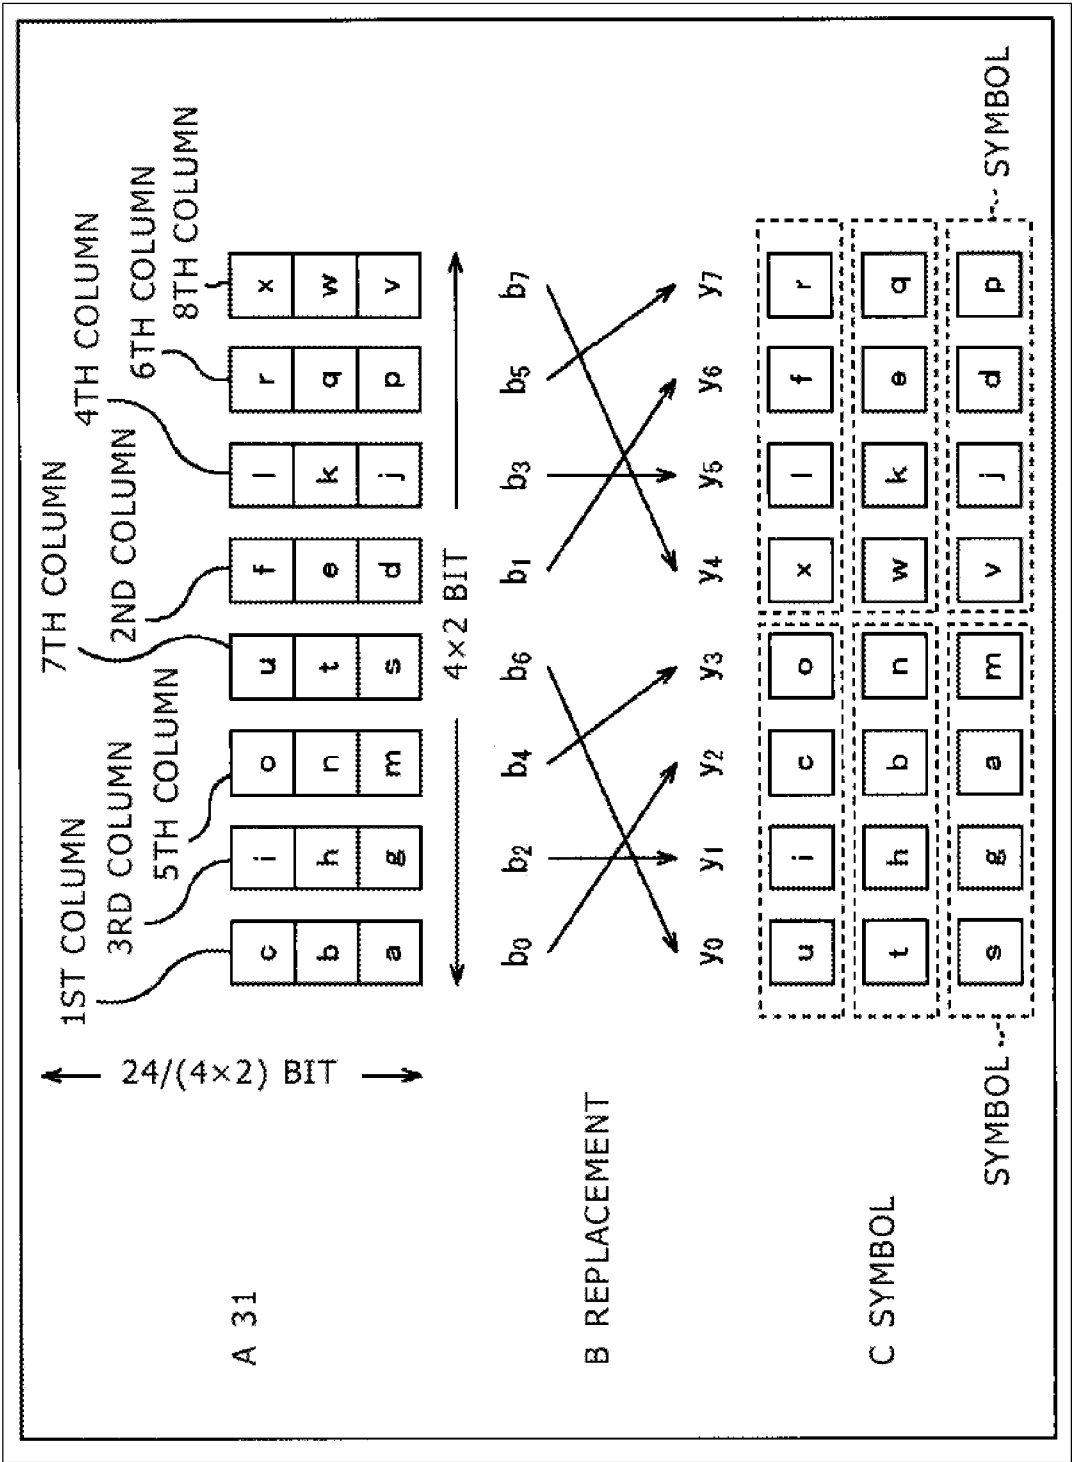 7TH COLUMN
1ST COLUMN
4TH COLUMN
3RD COLUMN
2ND COLUMN
6TH COLUMN
5TH COLUMN
8TH COLUMN
A 31
24/(4×2) BIT
c i o u f l r x
b h n t e k q w
a g m s d j p v
4×2 BIT
b0 b2 b4 b6 b1 b3 b5 b7
B REPLACEMENT
y0 y1 y2 y3 y4 y5 y6 y7
C SYMBOL
u i c o x l f r
t h b n w k e q
s g a m v j d p
SYMBOL
SYMBOL